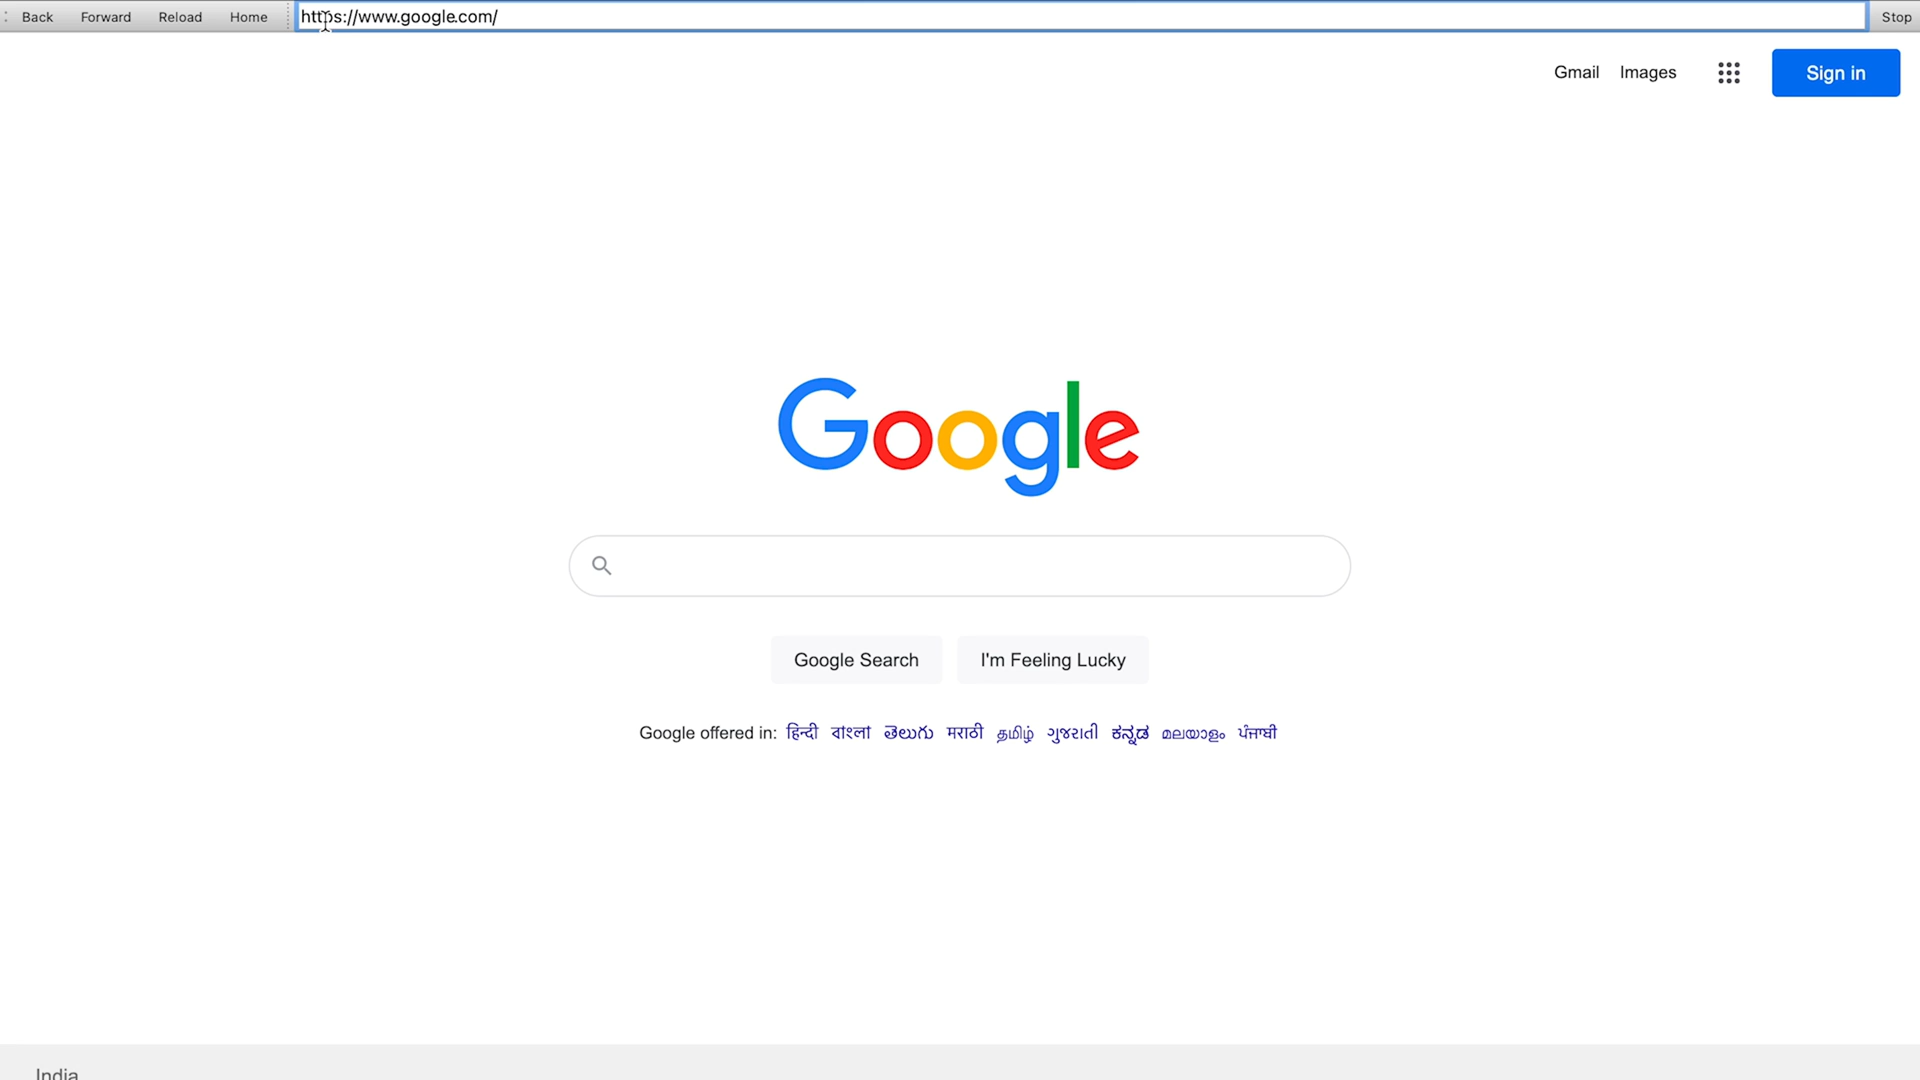 Back Forward Reload Home https://www.google.com/ Stop
Gmail Images Sign in
Google
Google Search I'm Feeling Lucky
Google offered in: हिन्दी বাংলা తెలుగు मराठी தமிழ் ગુજરાતી ಕನ್ನಡ മലയാളം ਪੰਜਾਬੀ
India